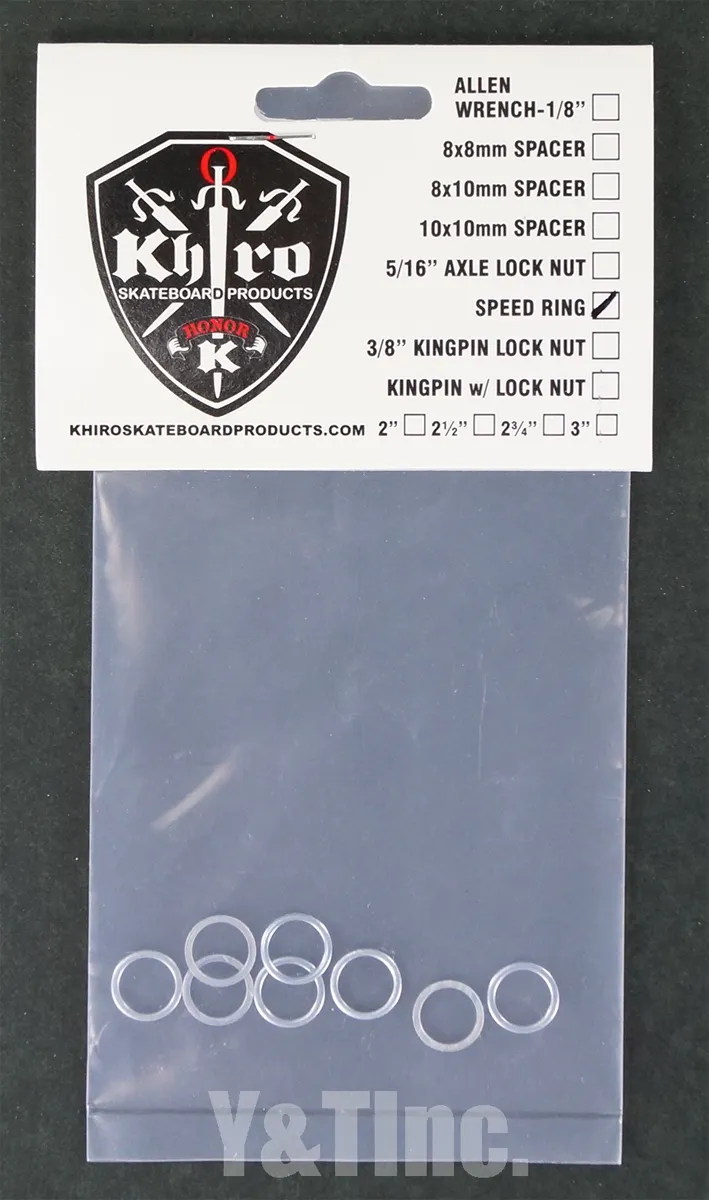 ALLEN
WRENCH-1/8”
8x8mm SPACER
8x10mm SPACER
10x10mm SPACER
5/16” AXLE LOCK NUT
SPEED RING
3/8” KINGPIN LOCK NUT
KINGPIN w/ LOCK NUT
2” 2½” 2¾” 3”
Khiro
SKATEBOARD PRODUCTS
HONOR
K
KHIROSKATEBOARDPRODUCTS.COM
Y&TInc.